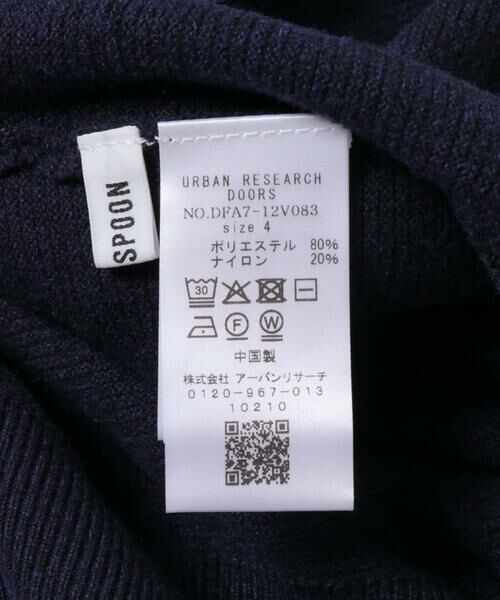 SPOON
URBAN RESEARCH
DOORS
NO.DFA7-12V083
size 4
ポリエステル 80%
ナイロン 20%
30
F W
中国製
株式会社 アーバンリサーチ
0120-967-013
10210